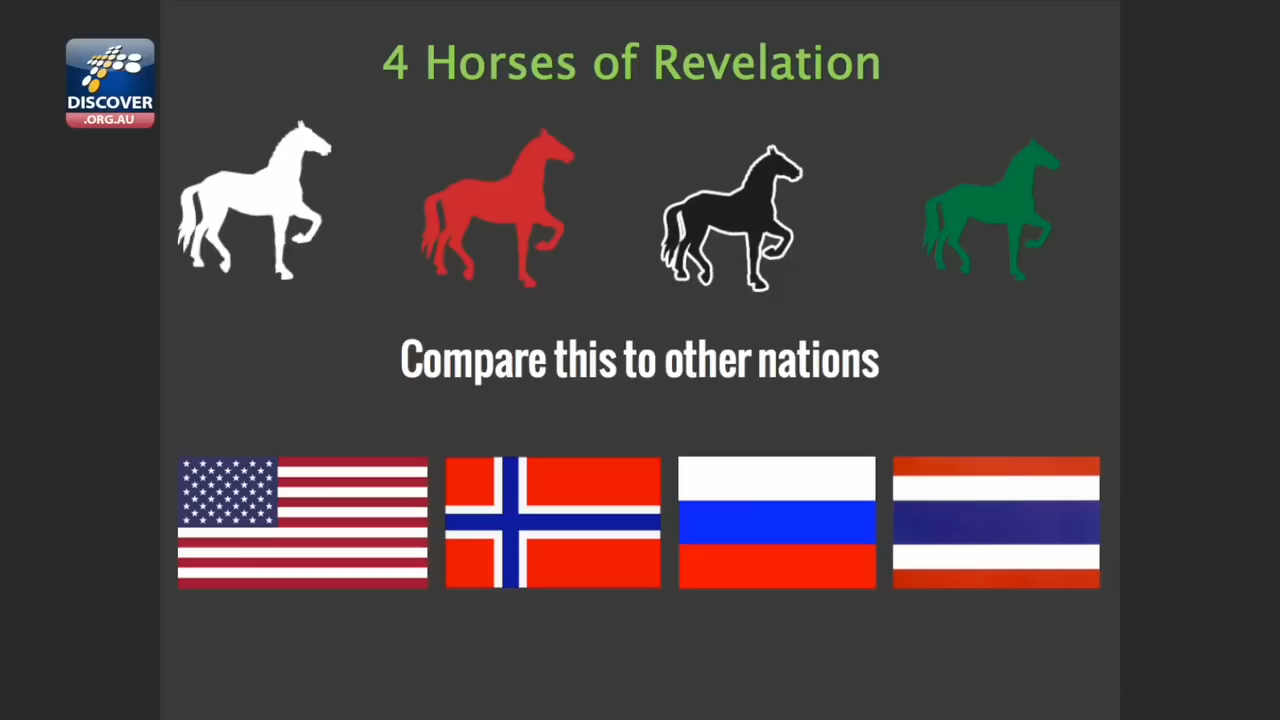 4 Horses of Revelation
DISCOVER
.ORG.AU
Compare this to other nations